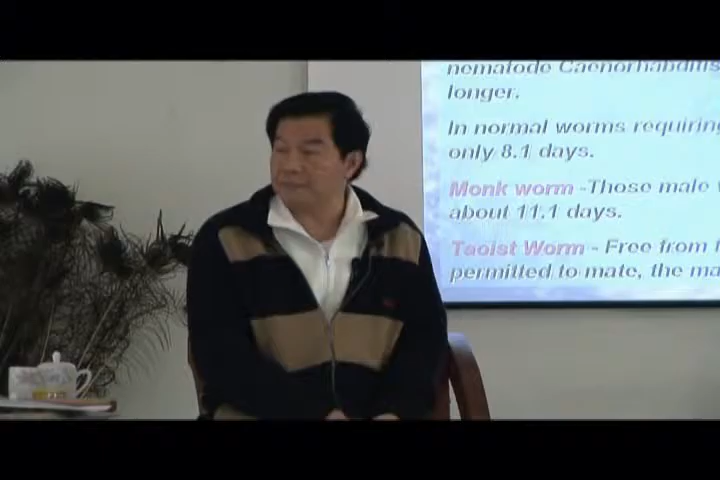 nematode Caenorhabditis
longer.
In normal worms requiring
only 8.1 days.
Monk worm -Those male
about 11.1 days.
Taoist Worm - Free from
permitted to mate, the